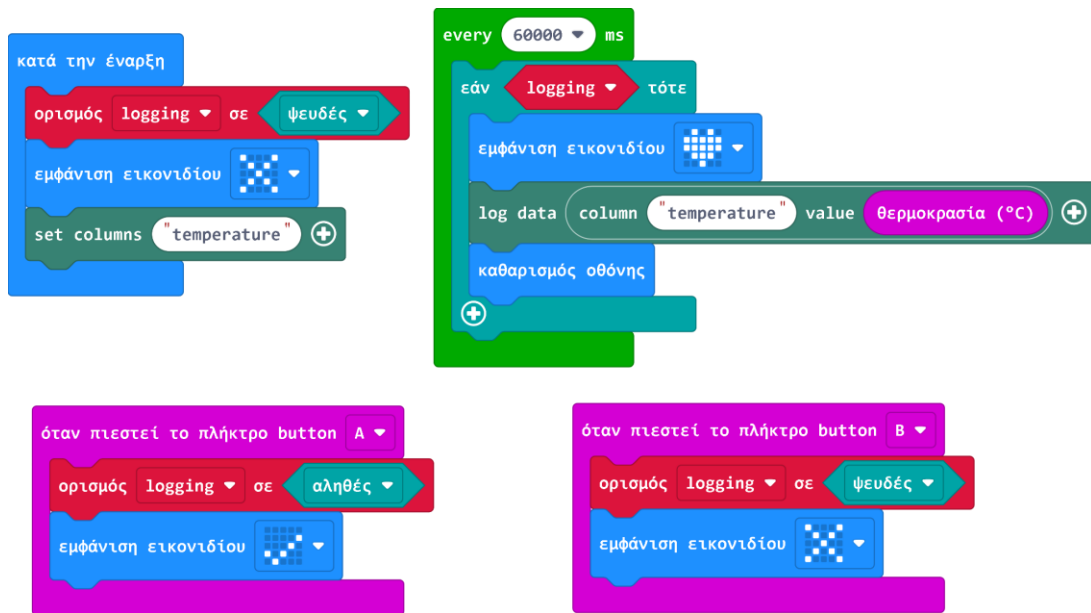 κατά την έναρξη
ορισμός logging σε ψευδές
εμφάνιση εικονιδίου
set columns "temperature"
every 60000 ms
εάν logging τότε
εμφάνιση εικονιδίου
log data column "temperature" value θερμοκρασία (°C)
καθαρισμός οθόνης
όταν πιεστεί το πλήκτρο button A
ορισμός logging σε αληθές
εμφάνιση εικονιδίου
όταν πιεστεί το πλήκτρο button B
ορισμός logging σε ψευδές
εμφάνιση εικονιδίου